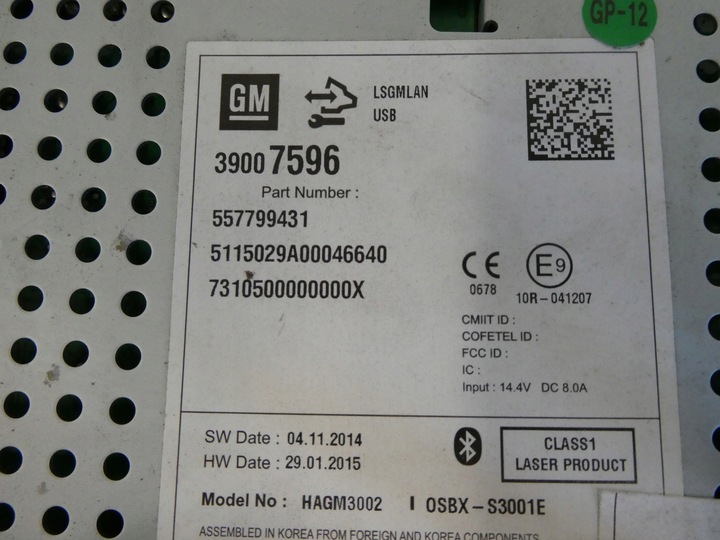 GP-12
GM
LSGMLAN
USB
3900 7596
Part Number :
557799431
5115029A00046640
7310500000000X
CE
0678
E9
10R-041207
CMIIT ID :
COFETEL ID :
FCC ID :
IC :
Input : 14.4V DC 8.0A
SW Date : 04.11.2014
HW Date : 29.01.2015
CLASS1
LASER PRODUCT
Model No : HAGM3002 I OSBX-S3001E
ASSEMBLED IN KOREA FROM FOREIGN AND KOREA COMPONENTS